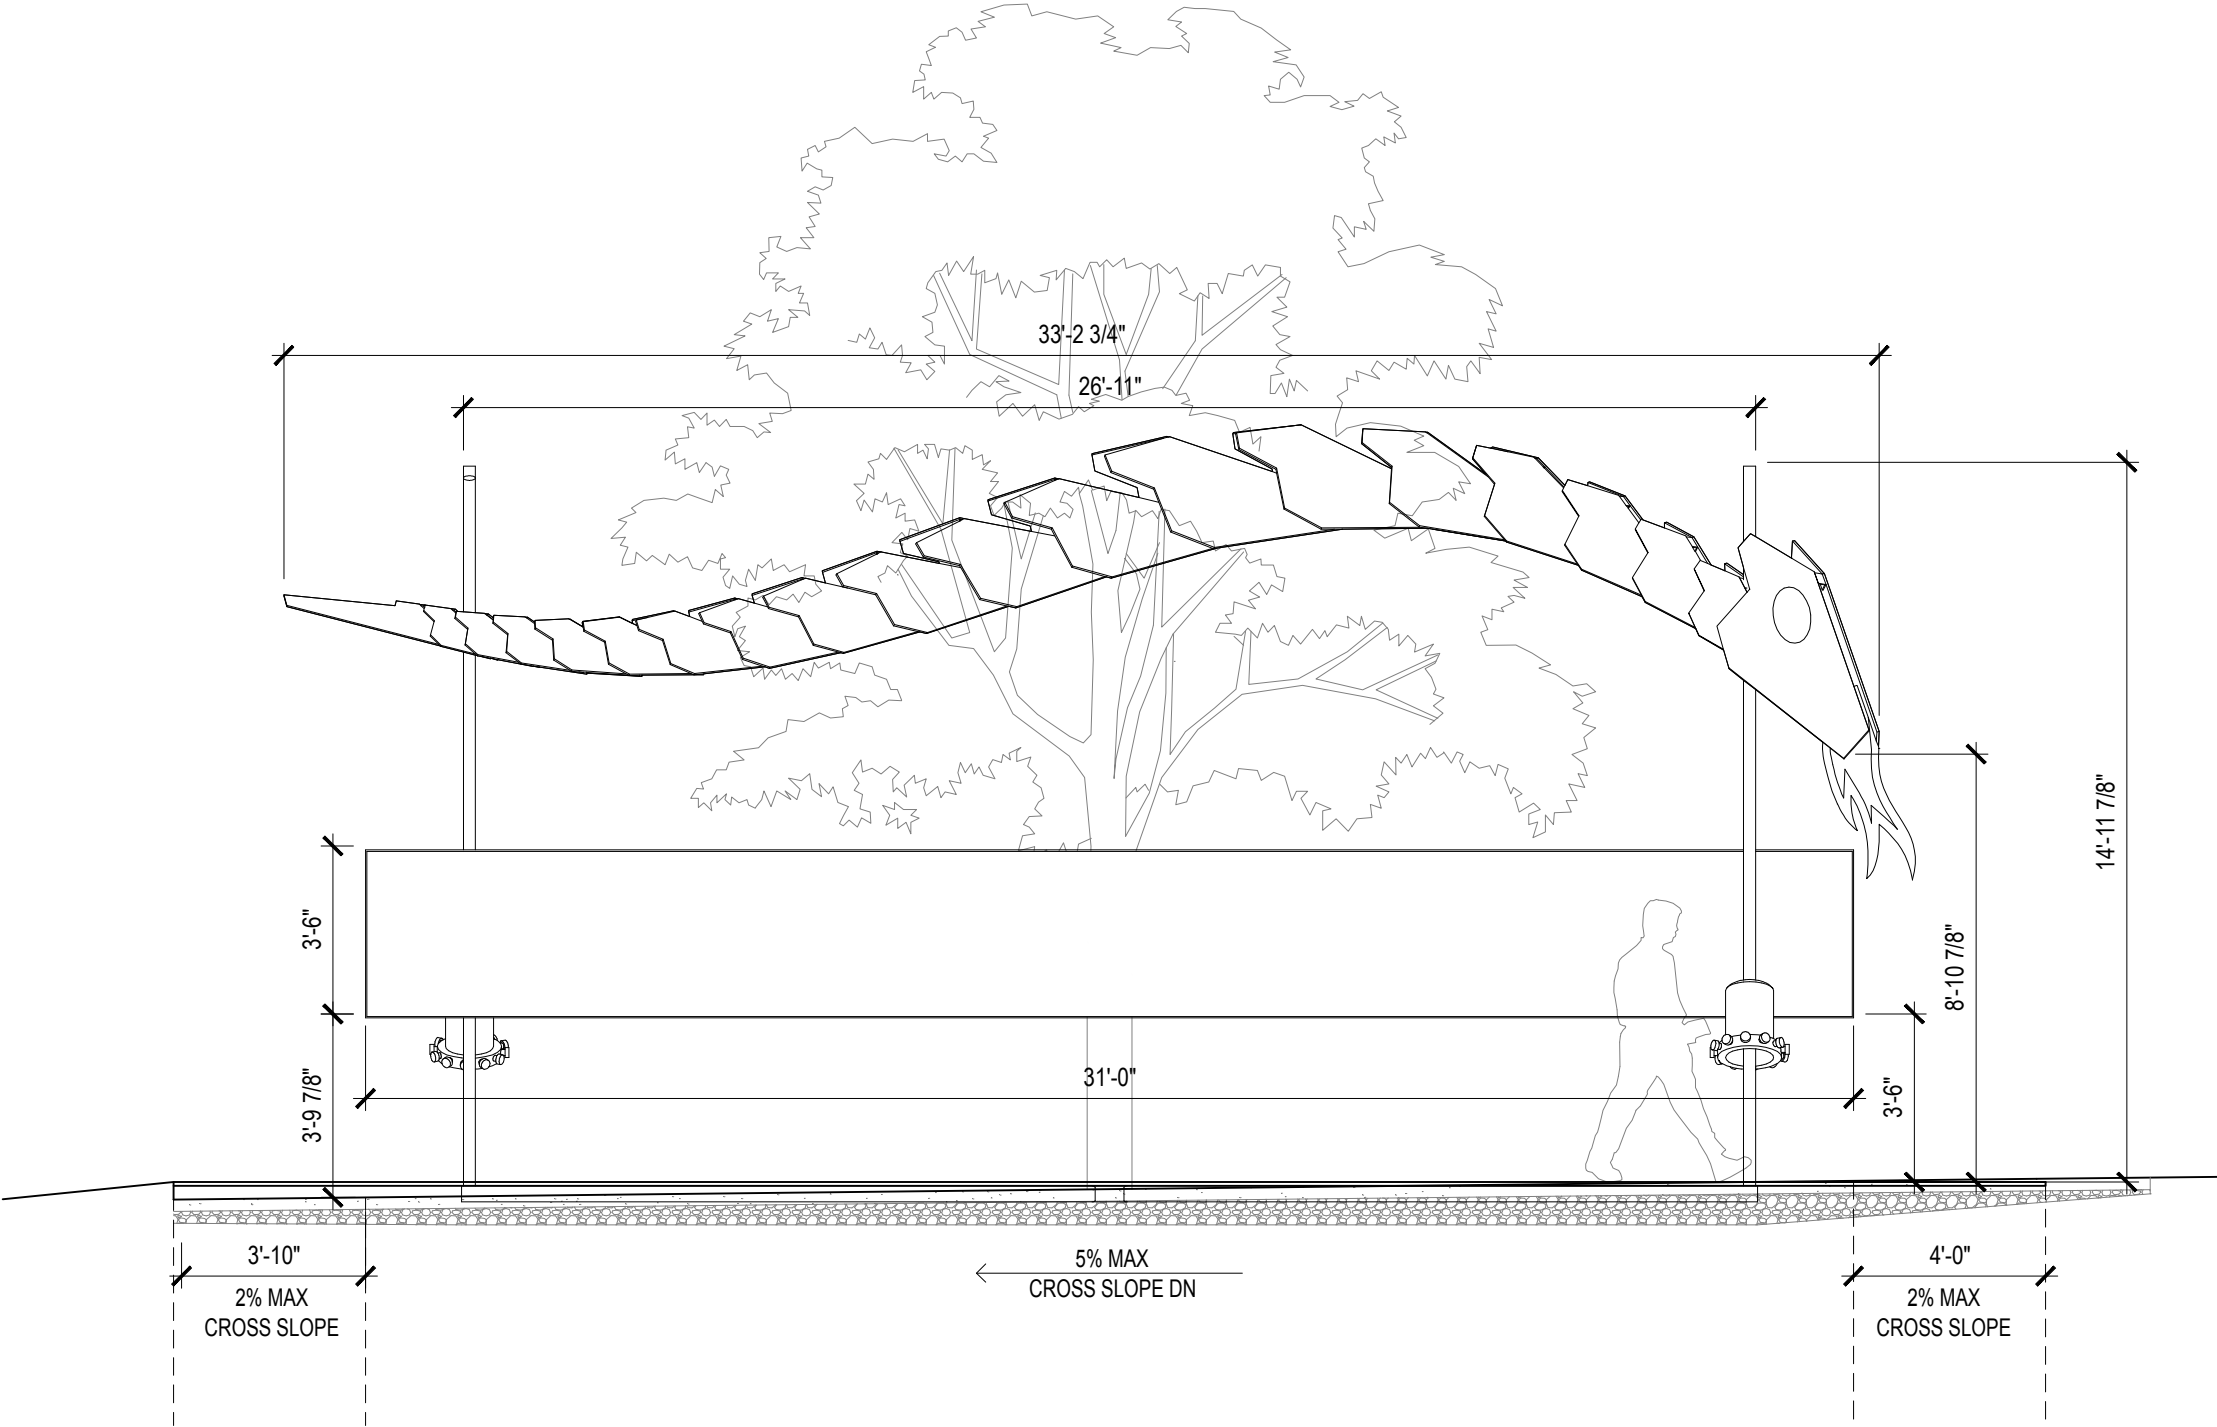 33'-2 3/4"
26'-11"
14'-11 7/8"
3'-6"
8'-10 7/8"
31'-0"
3'-9 7/8"
3'-6"
3'-10"
2% MAX
CROSS SLOPE
5% MAX
CROSS SLOPE DN
4'-0"
2% MAX
CROSS SLOPE